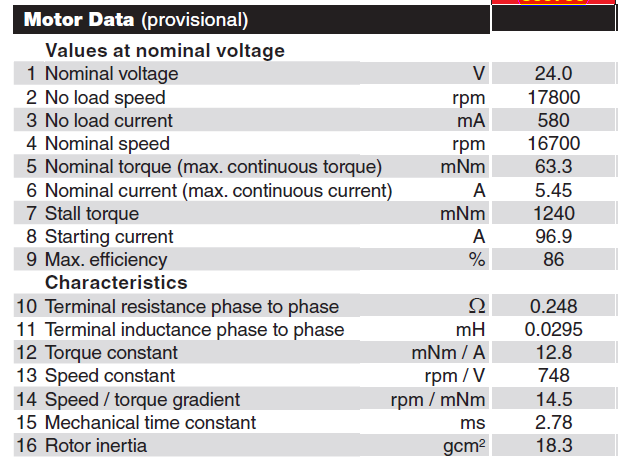 Motor Data (provisional)
Values at nominal voltage
1 Nominal voltage V 24.0
2 No load speed rpm 17800
3 No load current mA 580
4 Nominal speed rpm 16700
5 Nominal torque (max. continuous torque) mNm 63.3
6 Nominal current (max. continuous current) A 5.45
7 Stall torque mNm 1240
8 Starting current A 96.9
9 Max. efficiency % 86
Characteristics
10 Terminal resistance phase to phase Ω 0.248
11 Terminal inductance phase to phase mH 0.0295
12 Torque constant mNm / A 12.8
13 Speed constant rpm / V 748
14 Speed / torque gradient rpm / mNm 14.5
15 Mechanical time constant ms 2.78
16 Rotor inertia gcm² 18.3